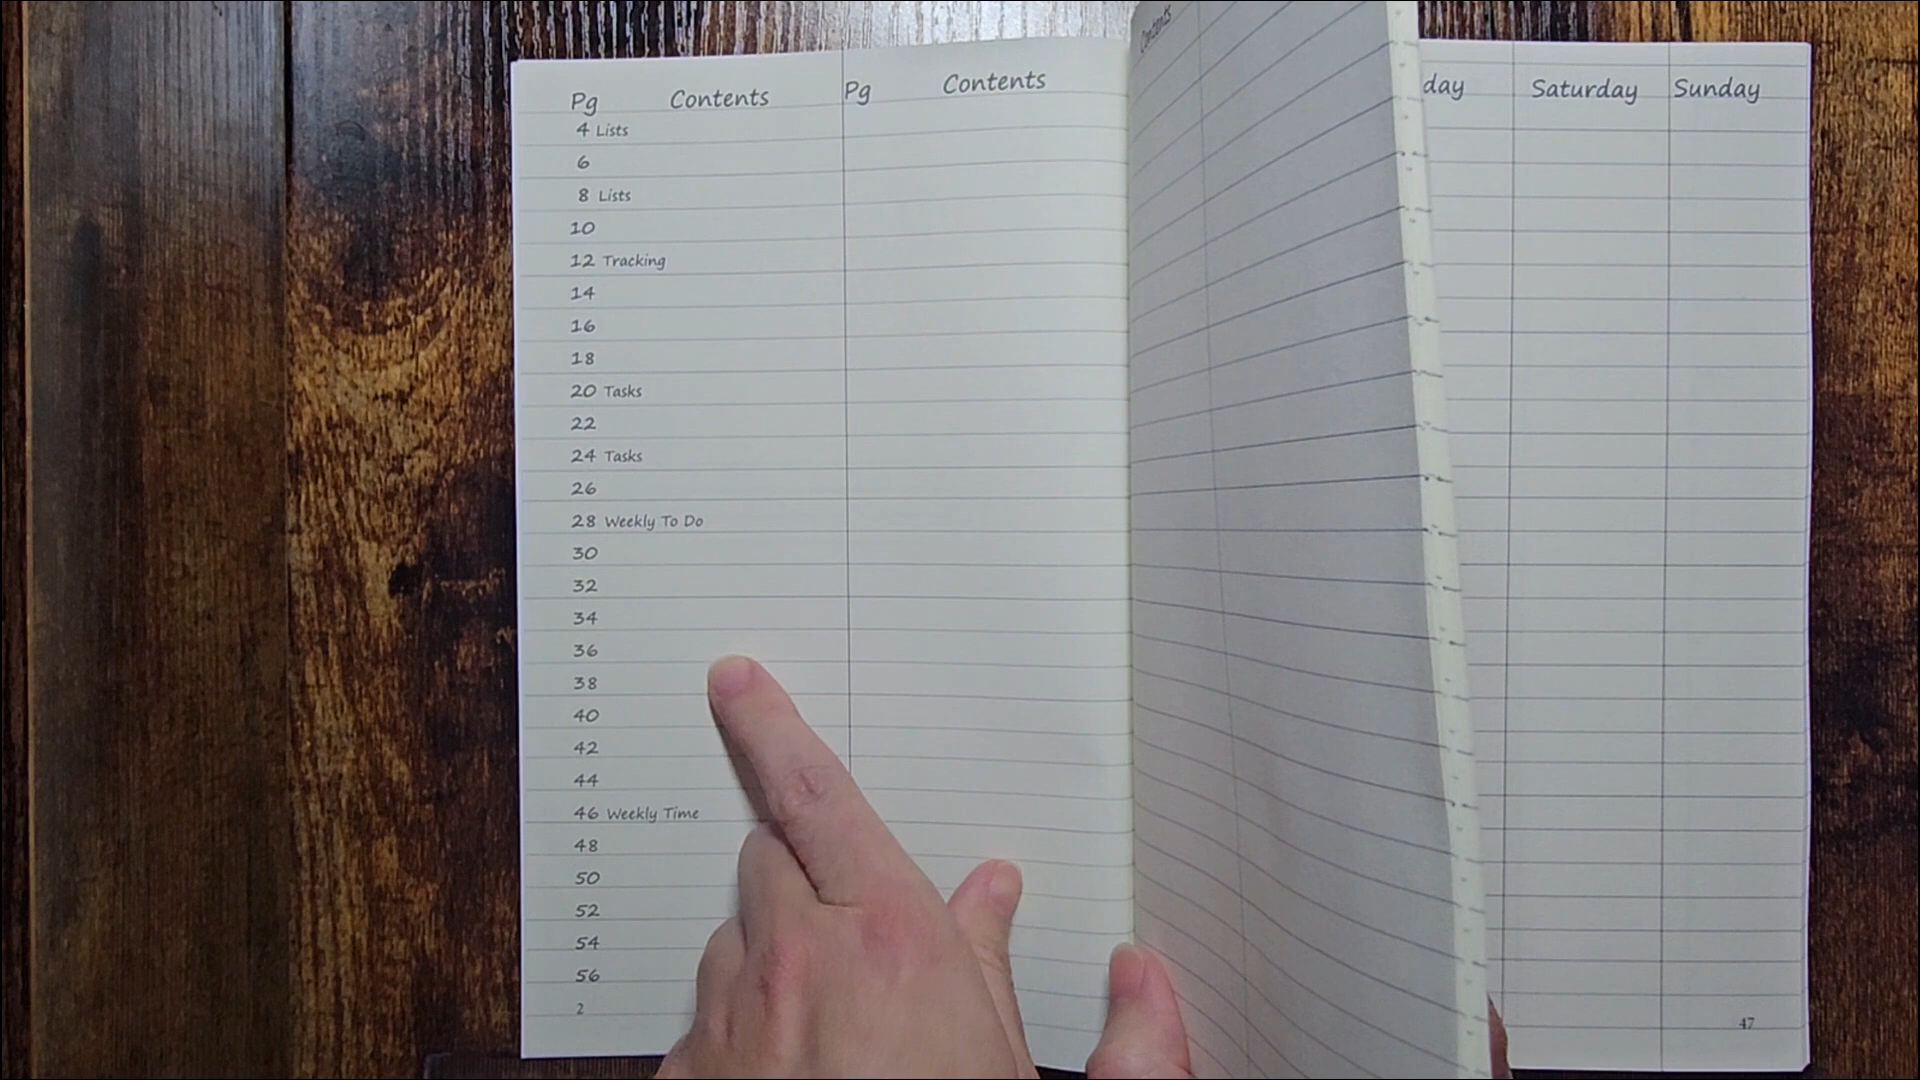 Pg Contents Pg Contents
4 Lists
6
8 Lists
10
12 Tracking
14
16
18
20 Tasks
22
24 Tasks
26
28 Weekly To Do
30
32
34
36
38
40
42
44
46 Weekly Time
48
50
52
54
56
2
Contents
day Saturday Sunday
47